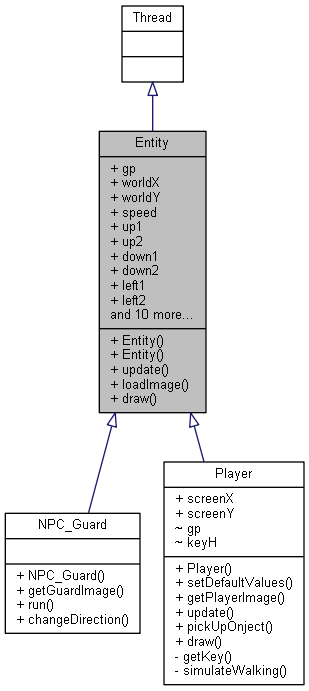 Thread
Entity
+ gp
+ worldX
+ worldY
+ speed
+ up1
+ up2
+ down1
+ down2
+ left1
+ left2
and 10 more...
+ Entity()
+ Entity()
+ update()
+ loadImage()
+ draw()
NPC_Guard
+ NPC_Guard()
+ getGuardImage()
+ run()
+ changeDirection()
Player
+ screenX
+ screenY
~ gp
~ keyH
+ Player()
+ setDefaultValues()
+ getPlayerImage()
+ update()
+ pickUpOnject()
+ draw()
- getKey()
- simulateWalking()